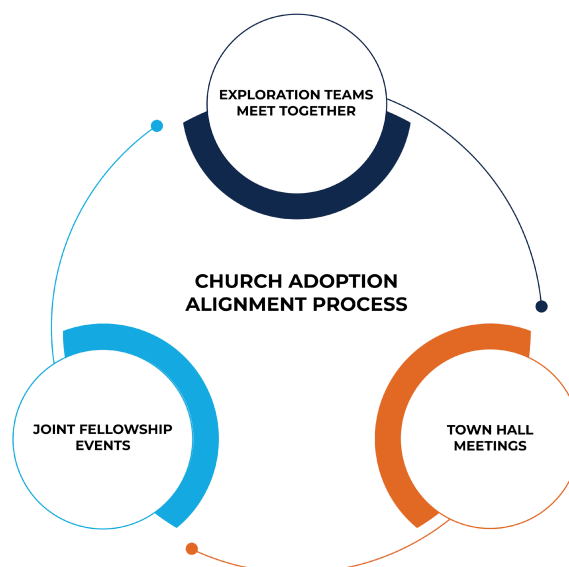 EXPLORATION TEAMS
MEET TOGETHER
CHURCH ADOPTION
ALIGNMENT PROCESS
JOINT FELLOWSHIP
EVENTS
TOWN HALL
MEETINGS